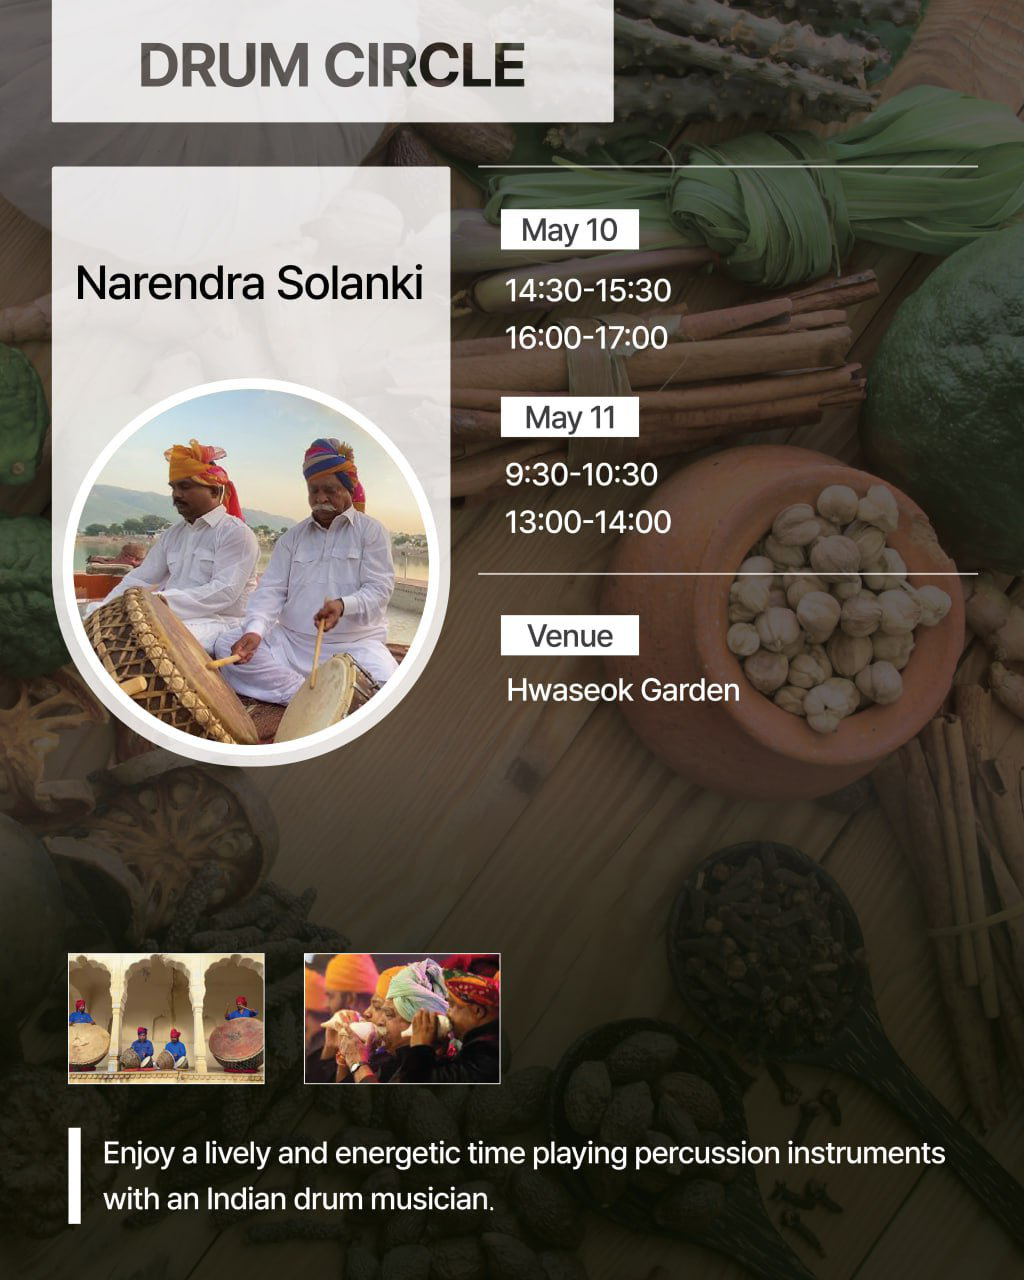 DRUM CIRCLE
Narendra Solanki
May 10
14:30-15:30
16:00-17:00
May 11
9:30-10:30
13:00-14:00
Venue
Hwaseok Garden
Enjoy a lively and energetic time playing percussion instruments
with an Indian drum musician.